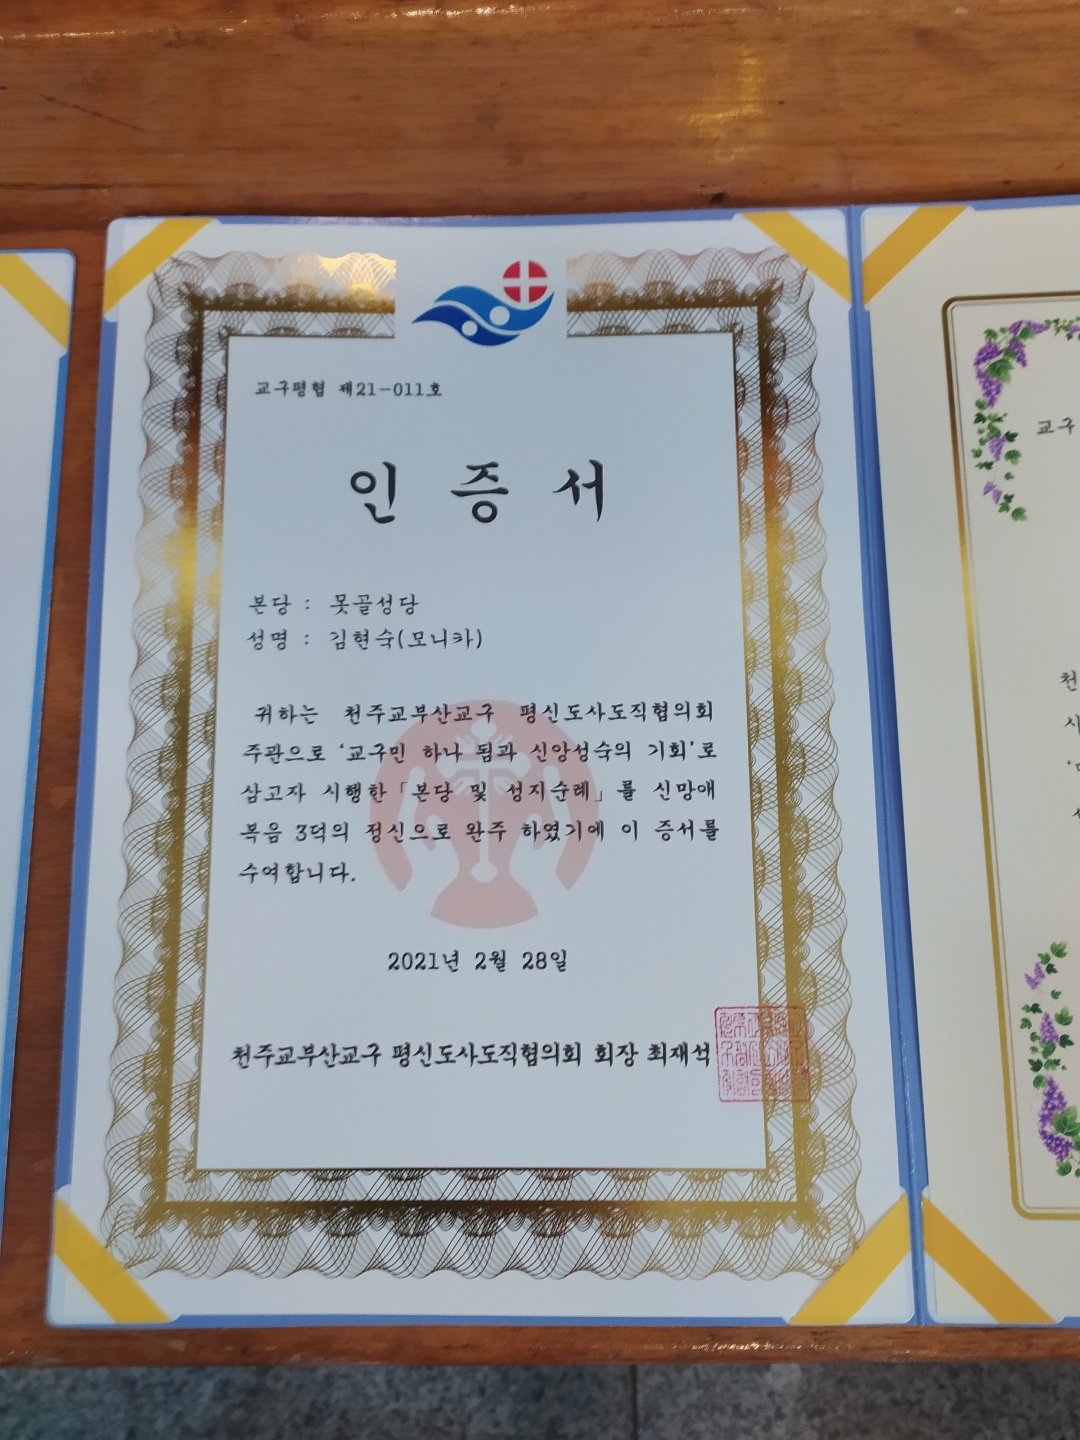 교구평협 제21-011호
인 증 서
본당 : 못골성당
성명 : 김현숙(모니카)
귀하는 천주교부산교구 평신도사도직협의회
주관으로 '교구민 하나 됨과 신앙성숙의 기회'로
삼고자 시행한 「본당 및 성지순례」를 신망애
복음 3덕의 정신으로 완주 하였기에 이 증서를
수여합니다.
2021년 2월 28일
천주교부산교구 평신도사도직협의회 회장 최재석
교구
천